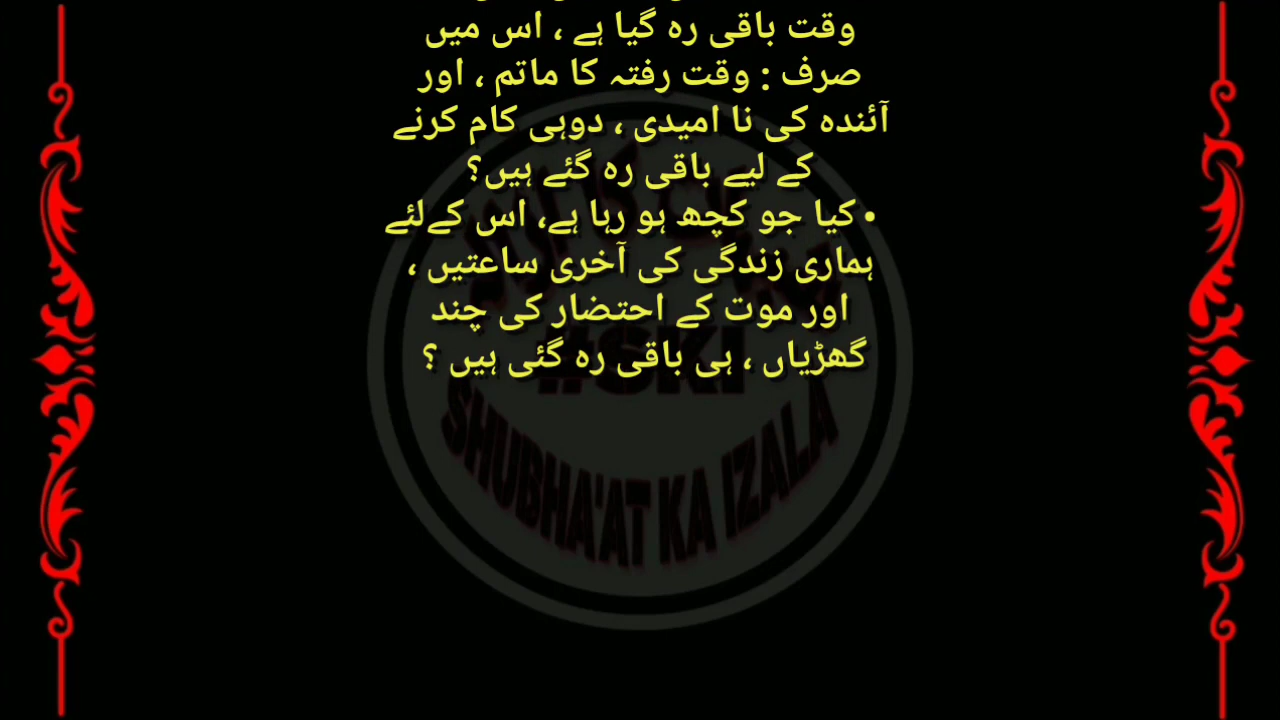 وقت باقی رہ گیا ہے ، اس میں
صرف : وقت رفتہ کا ماتم ، اور
آئندہ کی نا امیدی ، دوہی کام کرنے
کے لیے باقی رہ گئے ہیں؟
• کیا جو کچھ ہو رہا ہے، اس کےلئے
ہماری زندگی کی آخری ساعتیں ،
اور موت کے احتضار کی چند
گھڑیاں ، ہی باقی رہ گئی ہیں ؟
#SKI
SHUBHA'AT KA IZALA